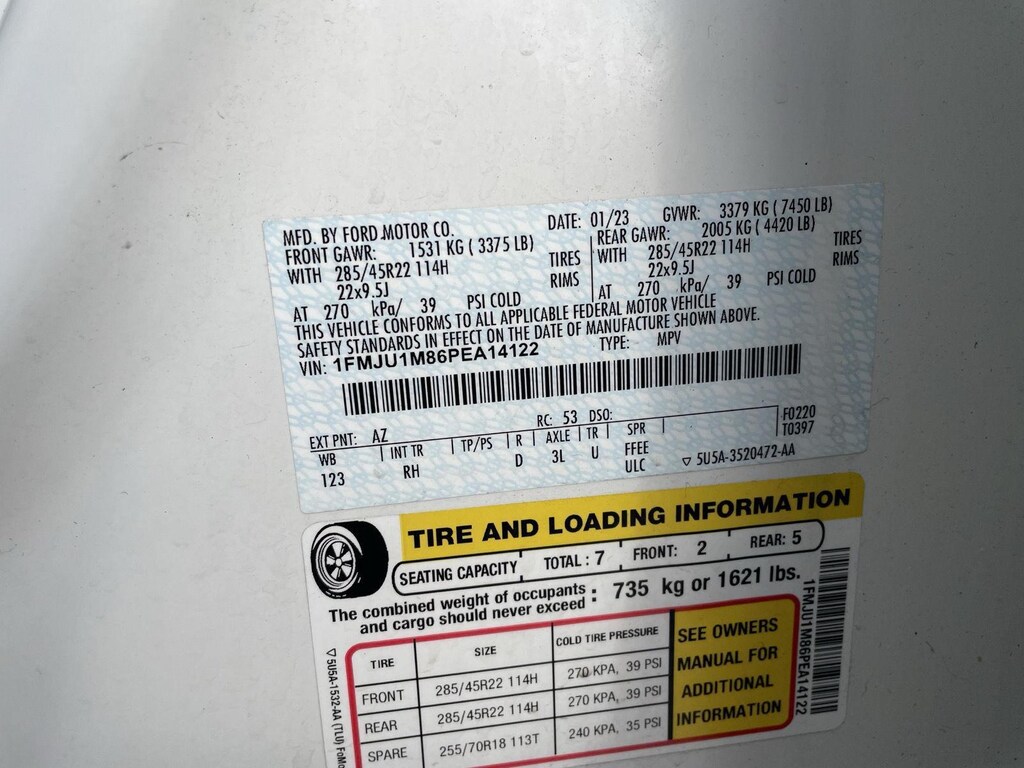 MFD. BY FORD MOTOR CO. DATE: 01/23 GVWR: 3379 KG ( 7450 LB)
FRONT GAWR: 1531 KG ( 3375 LB) REAR GAWR: 2005 KG ( 4420 LB)
WITH 285/45R22 114H TIRES WITH 285/45R22 114H TIRES
22x9.5J RIMS 22x9.5J RIMS
AT 270 kPa/ 39 PSI COLD AT 270 kPa/ 39 PSI COLD
THIS VEHICLE CONFORMS TO ALL APPLICABLE FEDERAL MOTOR VEHICLE
SAFETY STANDARDS IN EFFECT ON THE DATE OF MANUFACTURE SHOWN ABOVE.
VIN: 1FMJU1M86PEA14122 TYPE: MPV
EXT PNT: AZ RC: 53 DSO: F0220
WB INT TR TP/PS R AXLE TR SPR T0397
123 RH D 3L U FFEE
ULC ▽ 5U5A-3520472-AA
TIRE AND LOADING INFORMATION
SEATING CAPACITY TOTAL : 7 FRONT: 2 REAR: 5
The combined weight of occupants and cargo should never exceed : 735 kg or 1621 lbs.
TIRE SIZE COLD TIRE PRESSURE
FRONT 285/45R22 114H 270 KPA, 39 PSI
REAR 285/45R22 114H 270 KPA, 39 PSI
SPARE 255/70R18 113T 240 KPA, 35 PSI
SEE OWNERS
MANUAL FOR
ADDITIONAL
INFORMATION
1FMJU1M86PEA14122
▽ 5U5A-1532-AA (TLU)